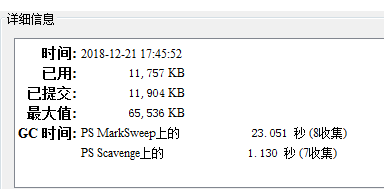 详细信息
时间: 2018-12-21 17:45:52
已用: 11,757 KB
已提交: 11,904 KB
最大值: 65,536 KB
GC 时间: PS MarkSweep上的 23.051 秒 (8收集)
PS Scavenge上的 1.130 秒 (7收集)